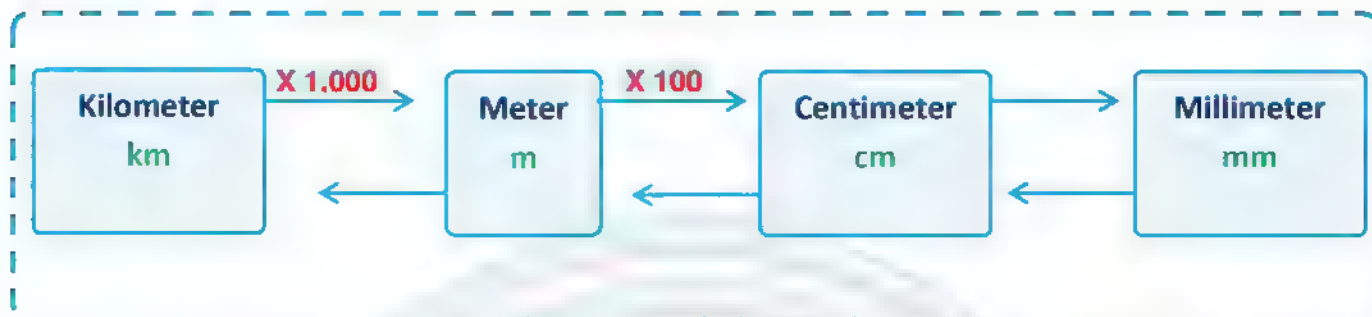 X 1,000
X 100
Kilometer
Meter
Centimeter
Millimeter
km
m
cm
mm